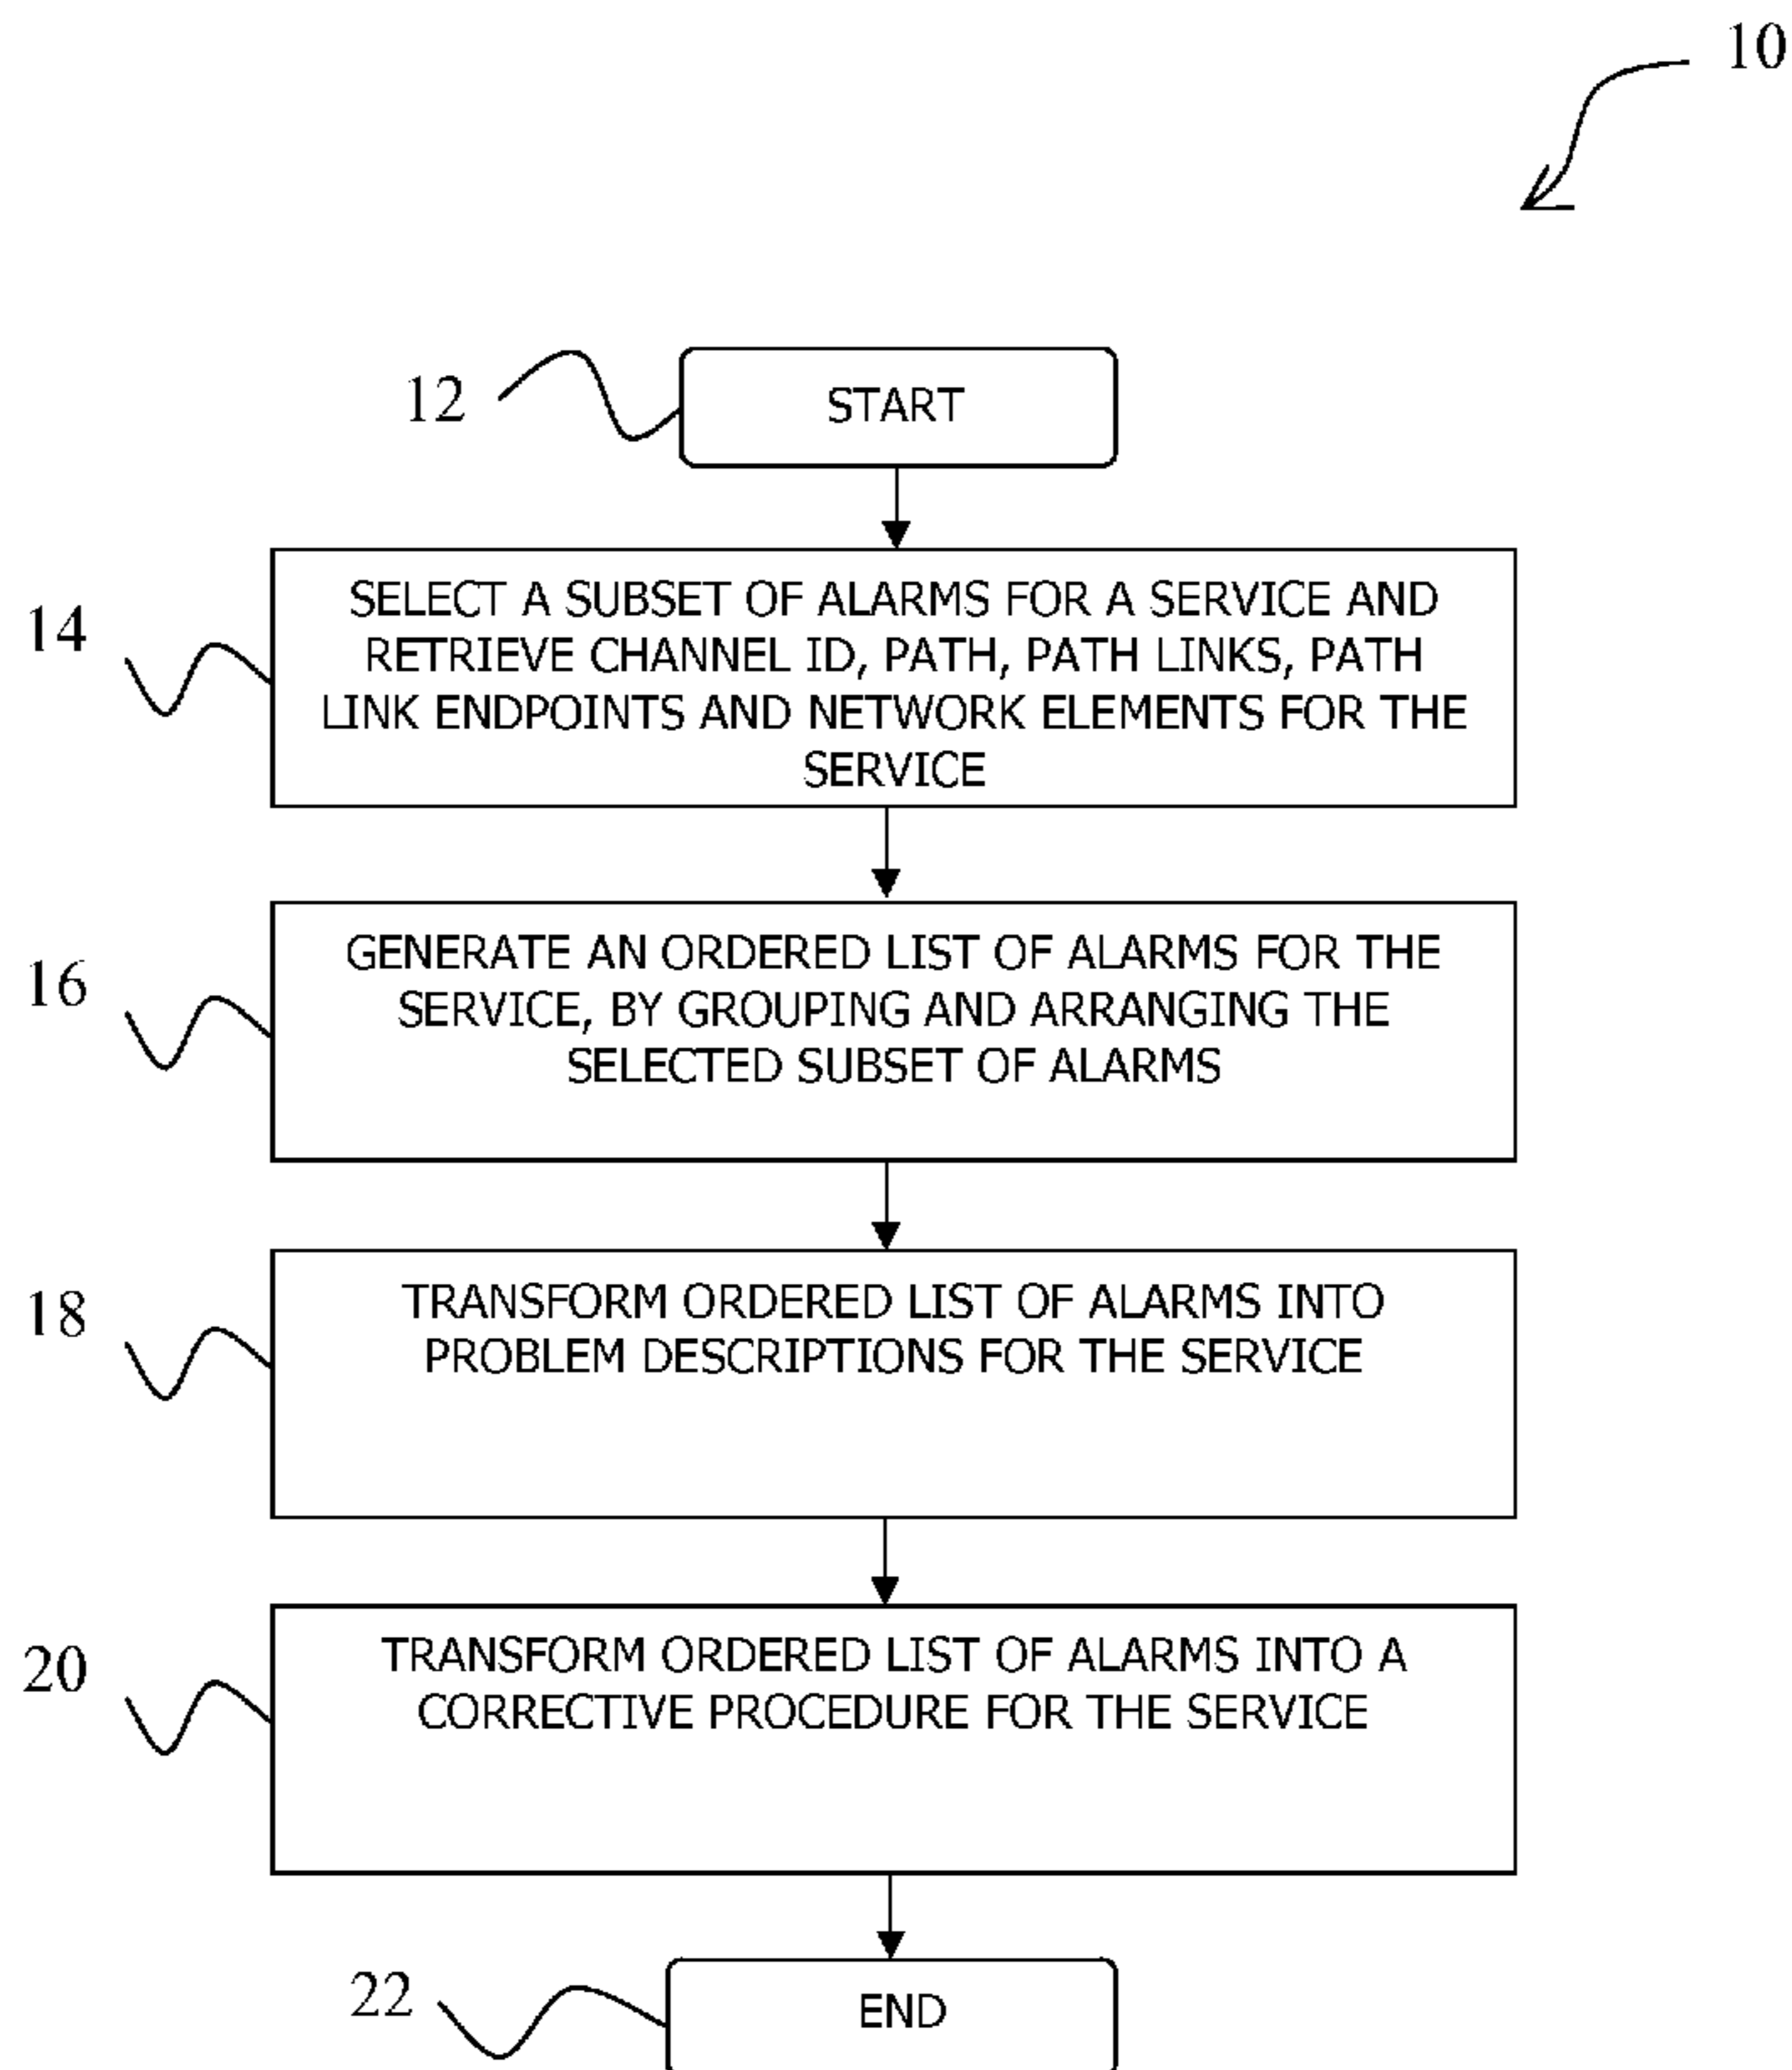 10
12
START
14
SELECT A SUBSET OF ALARMS FOR A SERVICE AND
RETRIEVE CHANNEL ID, PATH, PATH LINKS, PATH
LINK ENDPOINTS AND NETWORK ELEMENTS FOR THE
SERVICE
16
GENERATE AN ORDERED LIST OF ALARMS FOR THE
SERVICE, BY GROUPING AND ARRANGING THE
SELECTED SUBSET OF ALARMS
18
TRANSFORM ORDERED LIST OF ALARMS INTO
PROBLEM DESCRIPTIONS FOR THE SERVICE
20
TRANSFORM ORDERED LIST OF ALARMS INTO A
CORRECTIVE PROCEDURE FOR THE SERVICE
22
END